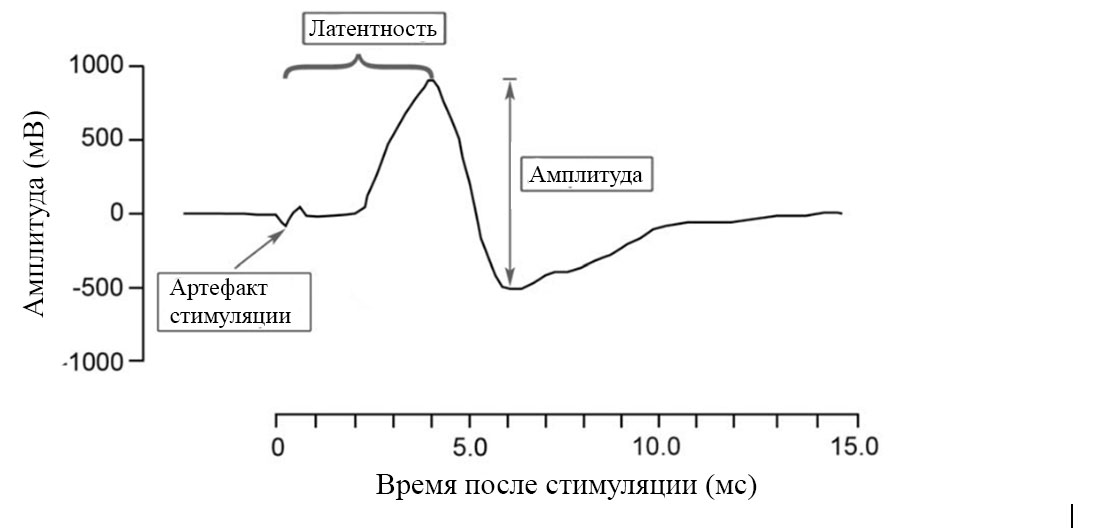 Латентность
1000
500
0
-500
-1000
Амплитуда (мВ)
Амплитуда
Артефакт
стимуляции
0
5.0
10.0
15.0
Время после стимуляции (мс)